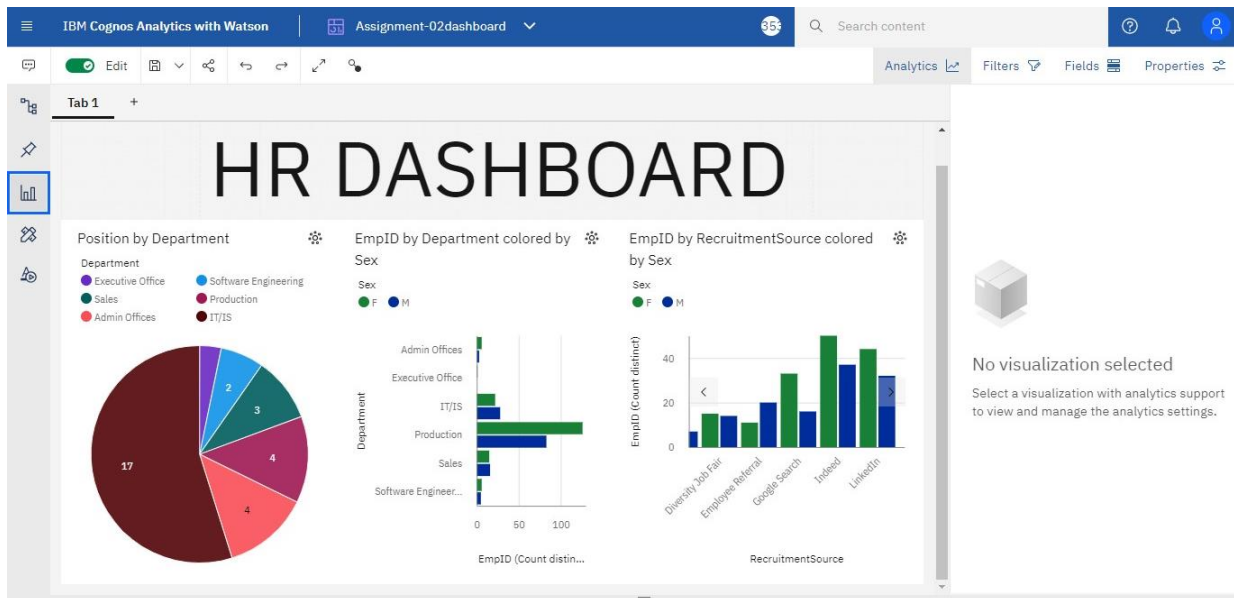 IBM Cognos Analytics with Watson
Assignment-02dashboard
Search content
Edit
Analytics
Filters
Fields
Properties
Tab 1 +
HR DASHBOARD
Position by Department
Department
Executive Office
Software Engineering
Sales
Production
Admin Offices
IT/IS
2
3
4
4
17
EmpID by Department colored by
Sex
Sex
F M
Department
Admin Offices
Executive Office
IT/IS
Production
Sales
Software Engineer...
0 50 100
EmpID (Count distin...
EmpID by RecruitmentSource colored
by Sex
Sex
F M
EmpID (Count distinct)
40
20
0
Diversity Job Fair
Employee Referral
Google Search
Indeed
LinkedIn
RecruitmentSource
No visualization selected
Select a visualization with analytics support
to view and manage the analytics settings.